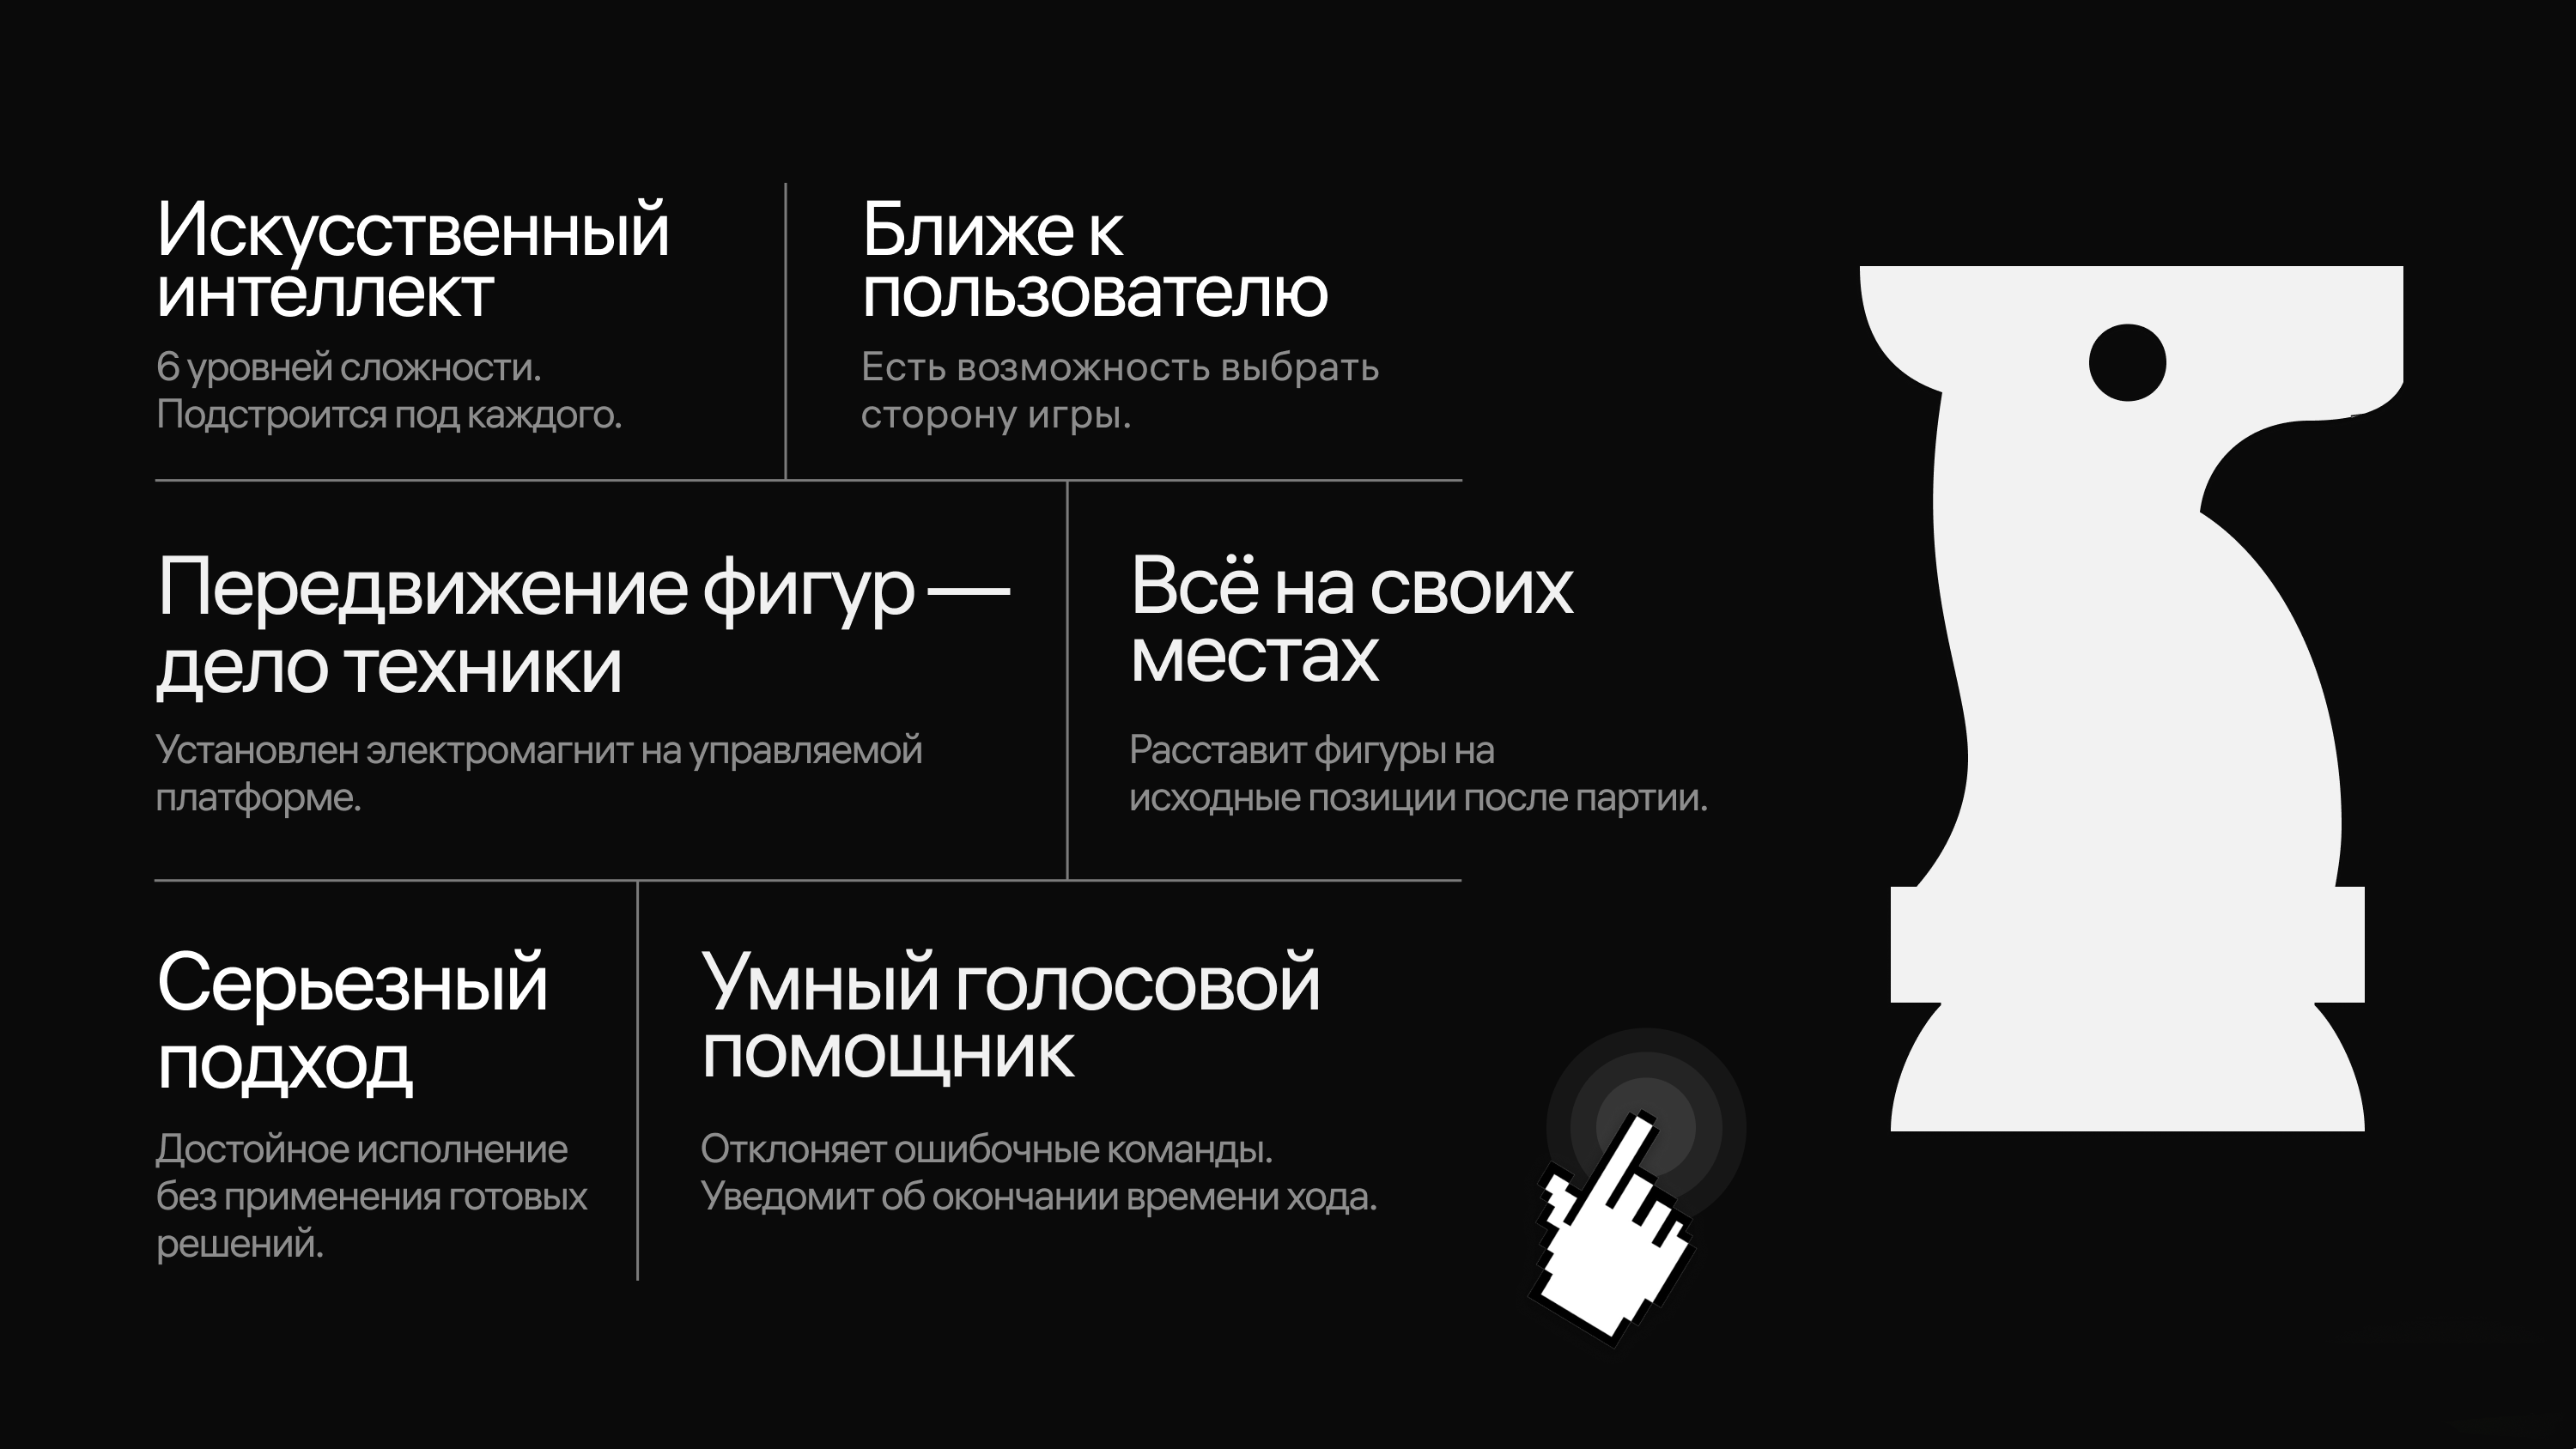 Искусственный
интеллект
6 уровней сложности.
Подстроится под каждого.
Ближе к
пользователю
Есть возможность выбрать
сторону игры.
Передвижение фигур —
дело техники
Установлен электромагнит на управляемой
платформе.
Всё на своих
местах
Расставит фигуры на
исходные позиции после партии.
Серьезный
подход
Достойное исполнение
без применения готовых
решений.
Умный голосовой
помощник
Отклоняет ошибочные команды.
Уведомит об окончании времени хода.